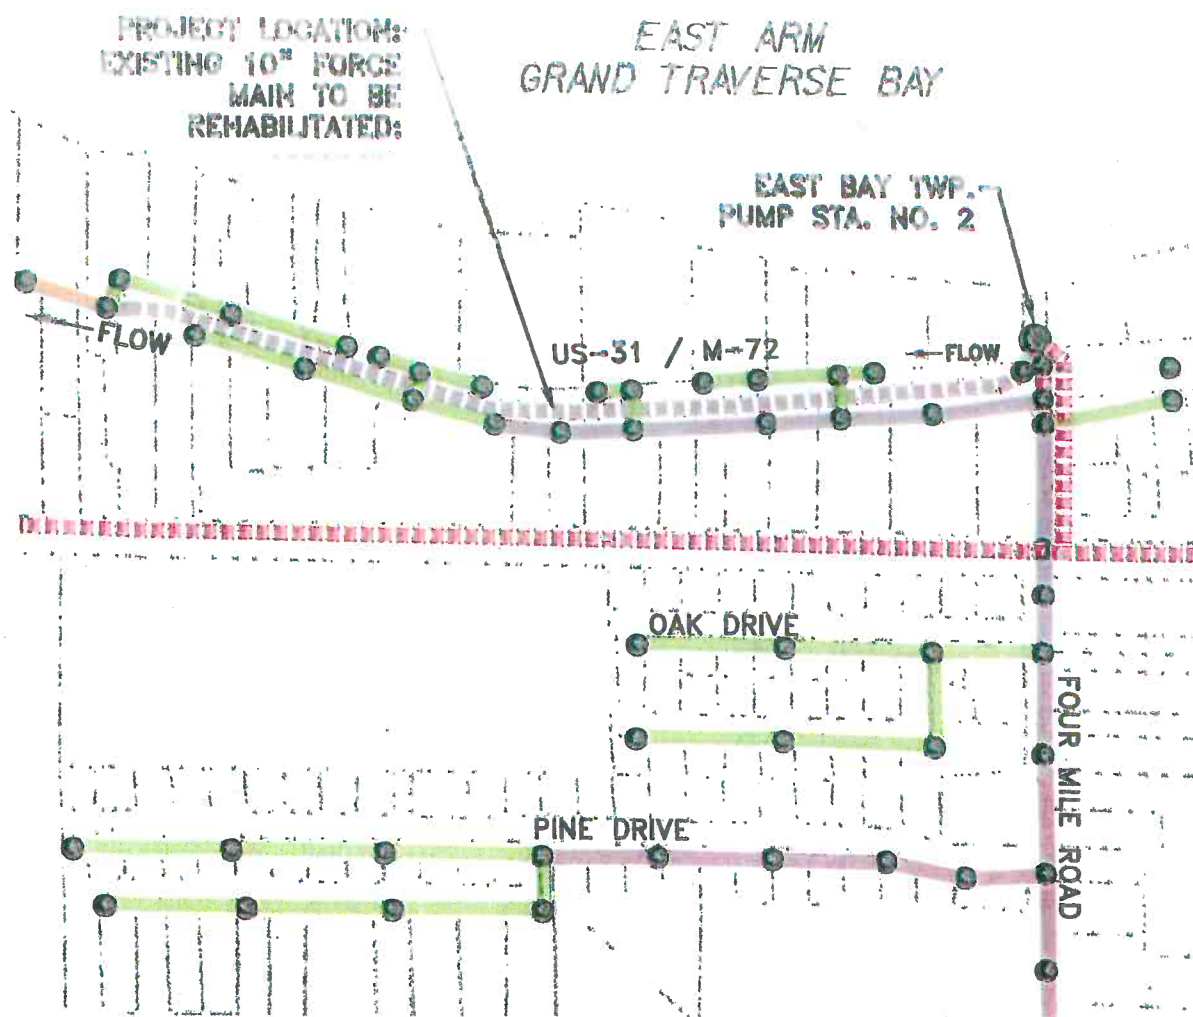 PROJECT LOCATION:
EXISTING 10" FORCE
MAIN TO BE
REHABILITATED:
EAST ARM
GRAND TRAVERSE BAY
EAST BAY TWP.
PUMP STA. NO. 2
FLOW
US-31 / M-72
FLOW
OAK DRIVE
FOUR MILE ROAD
PINE DRIVE